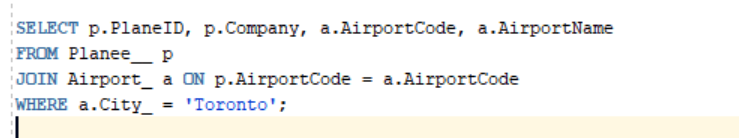 SELECT p.PlaneID, p.Company, a.AirportCode, a.AirportName
FROM Planee__ p
JOIN Airport_ a ON p.AirportCode = a.AirportCode
WHERE a.City_ = 'Toronto';